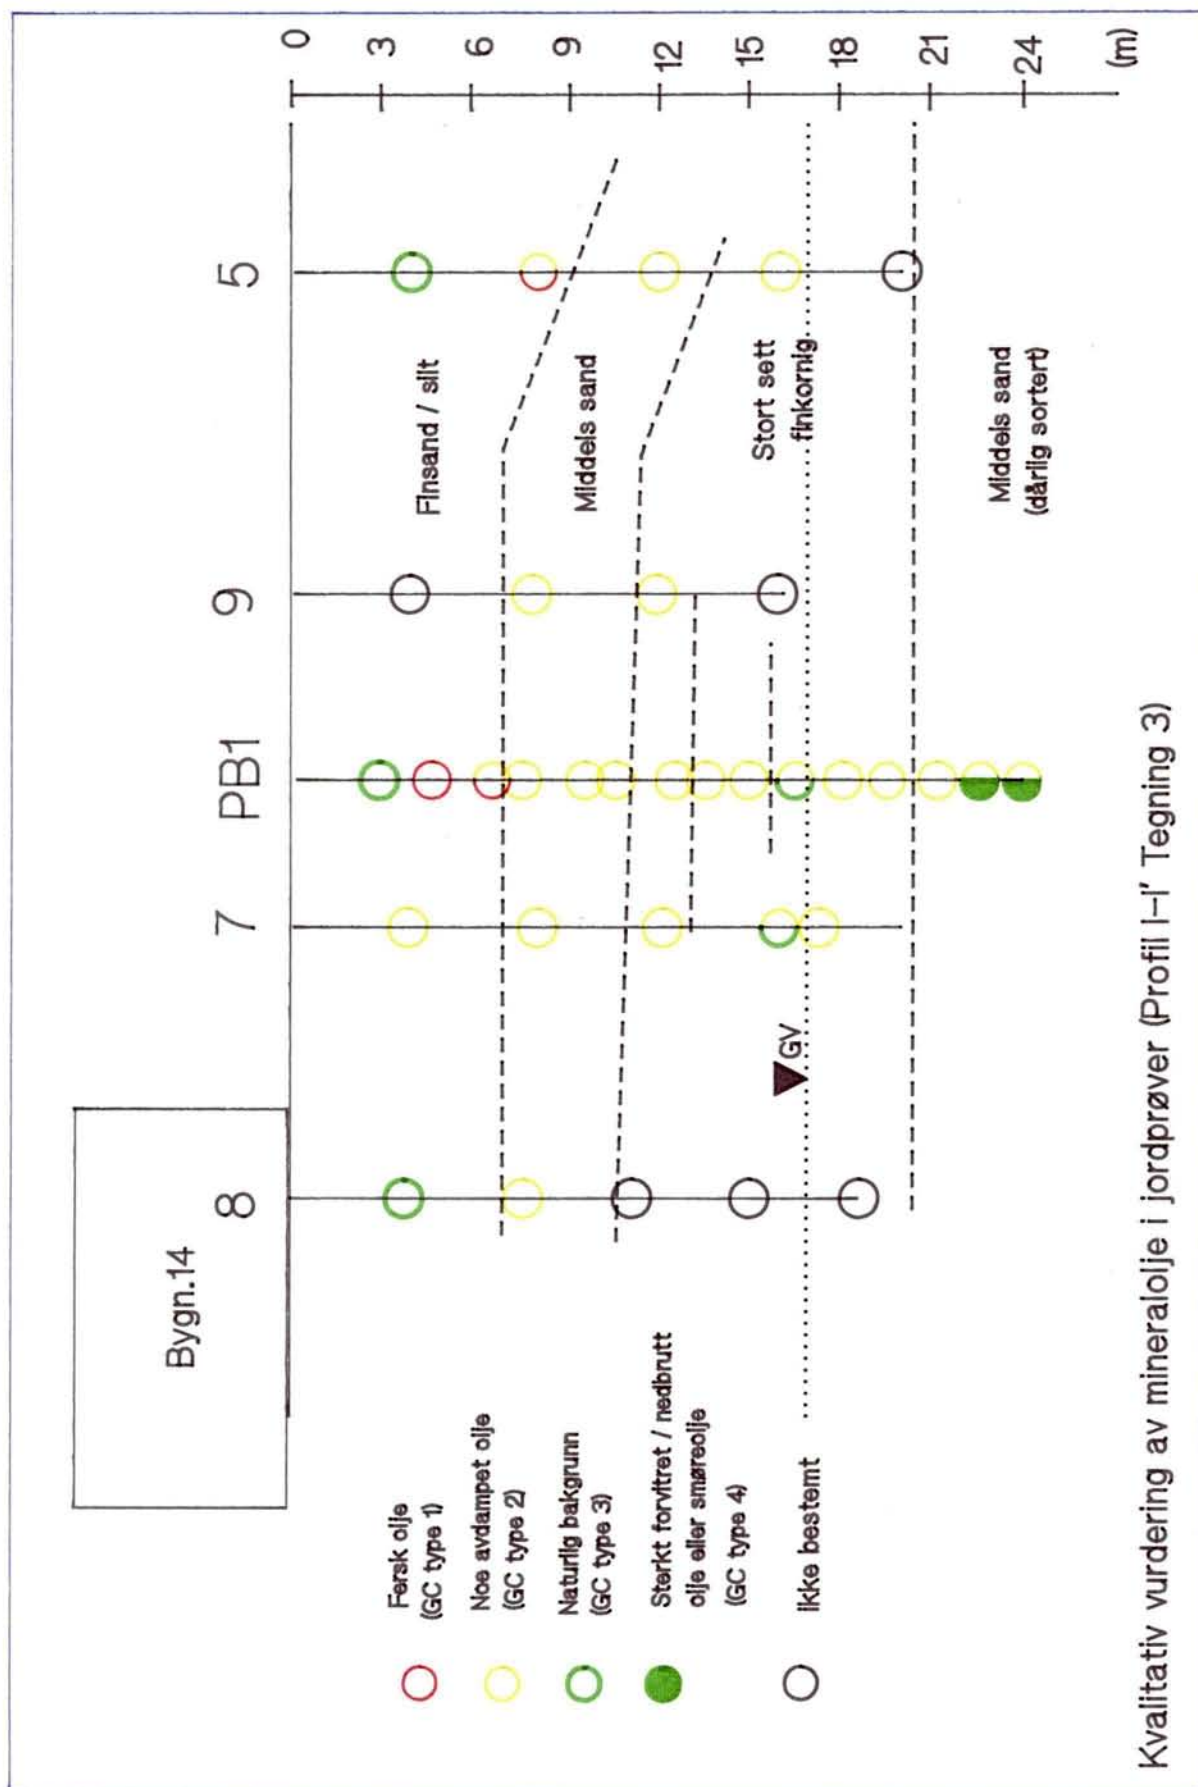 Bygn.14
8
7
PB1
9
5
0
3
6
9
12
15
18
21
24
(m)
Finsand / silt
Middels sand
Stort sett
finkornig
Middels sand
(dårlig sortert)
GV
Fersk olje
(GC type 1)
Noe avdampet olje
(GC type 2)
Naturlig bakgrunn
(GC type 3)
Sterkt forvitret / nedbrutt
olje eller smøreolje
(GC type 4)
Ikke bestemt
Kvalitativ vurdering av mineralolje i jordprøver (Profil I-I' Tegning 3)